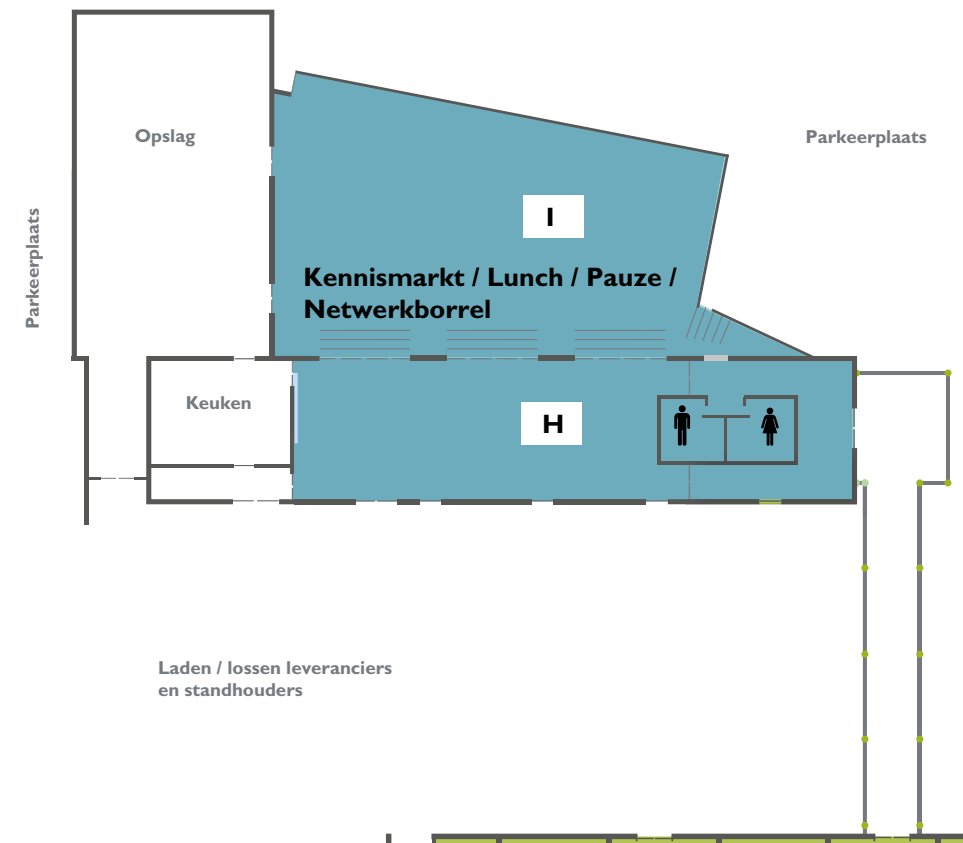 Opslag
Parkeerplaats
Parkeerplaats
I
Kennismarkt / Lunch / Pauze /
Netwerkborrel
Keuken
H
Laden / lossen leveranciers
en standhouders